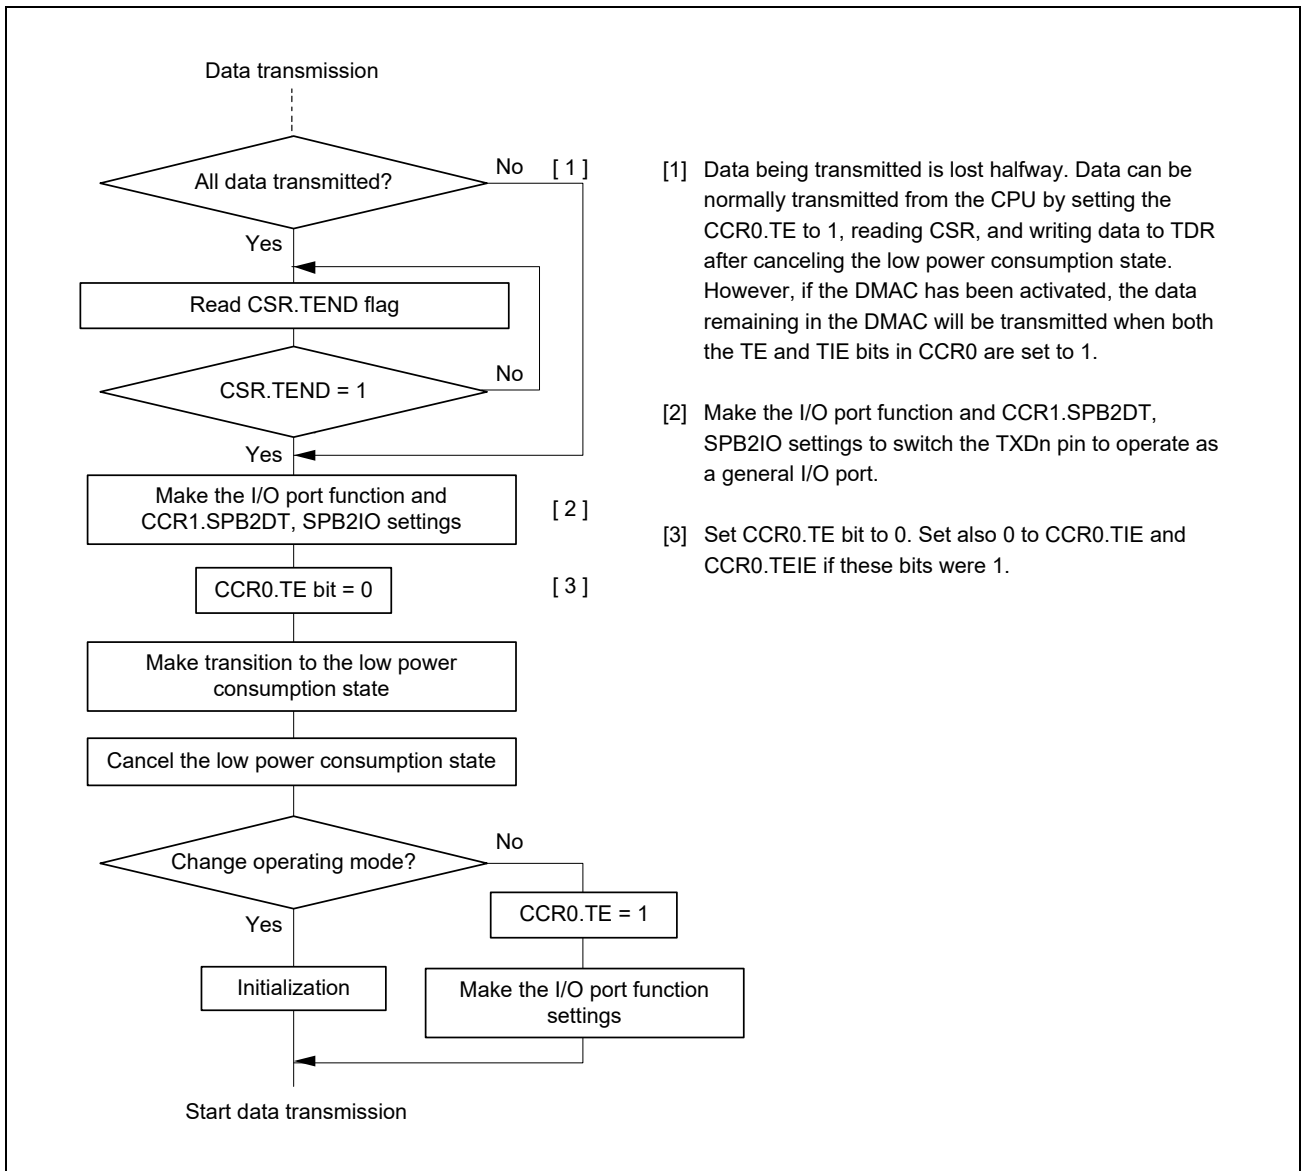 Data transmission
All data transmitted?
No [ 1 ]
Yes
Read CSR.TEND flag
CSR.TEND = 1
No
Yes
Make the I/O port function and
CCR1.SPB2DT, SPB2IO settings
[ 2 ]
CCR0.TE bit = 0
[ 3 ]
Make transition to the low power
consumption state
Cancel the low power consumption state
Change operating mode?
No
Yes
CCR0.TE = 1
Initialization
Make the I/O port function
settings
Start data transmission
[1] Data being transmitted is lost halfway. Data can be
normally transmitted from the CPU by setting the
CCR0.TE to 1, reading CSR, and writing data to TDR
after canceling the low power consumption state.
However, if the DMAC has been activated, the data
remaining in the DMAC will be transmitted when both
the TE and TIE bits in CCR0 are set to 1.
[2] Make the I/O port function and CCR1.SPB2DT,
SPB2IO settings to switch the TXDn pin to operate as
a general I/O port.
[3] Set CCR0.TE bit to 0. Set also 0 to CCR0.TIE and
CCR0.TEIE if these bits were 1.